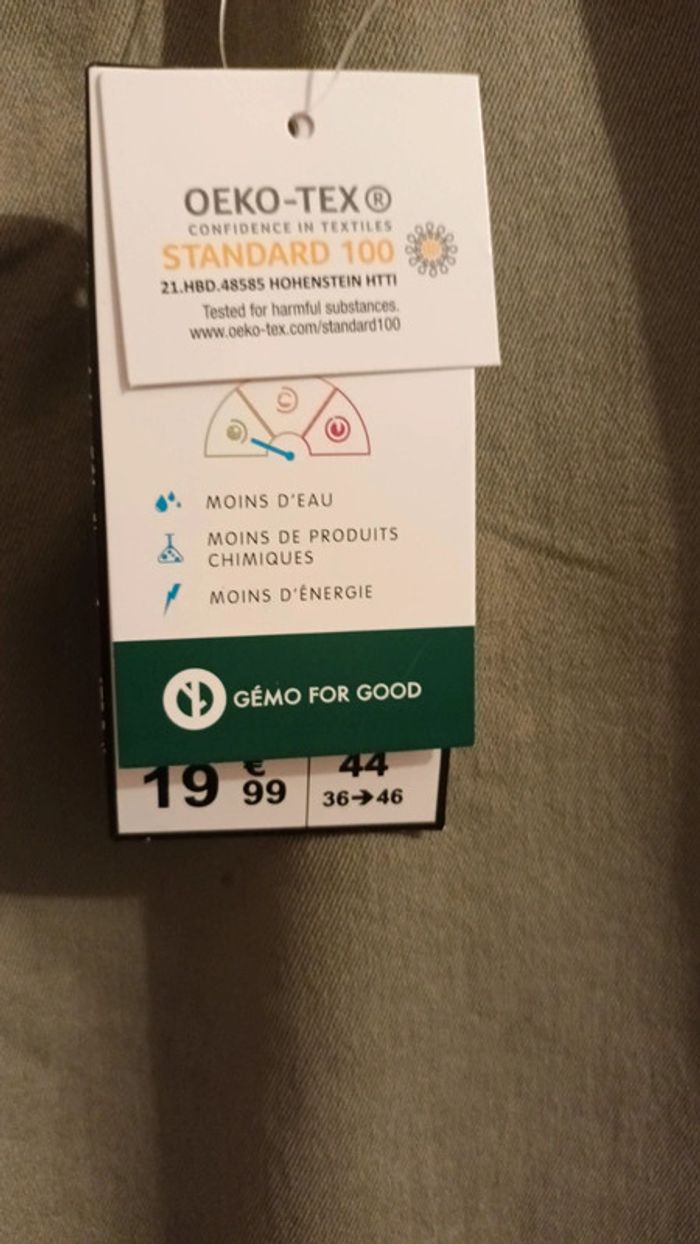 OEKO-TEX®
CONFIDENCE IN TEXTILES
STANDARD 100
21.HBD.48585 HOHENSTEIN HTTI
Tested for harmful substances.
www.oeko-tex.com/standard100
MOINS D'EAU
MOINS DE PRODUITS
CHIMIQUES
MOINS D'ÉNERGIE
GÉMO FOR GOOD
19 €99
44
36→46